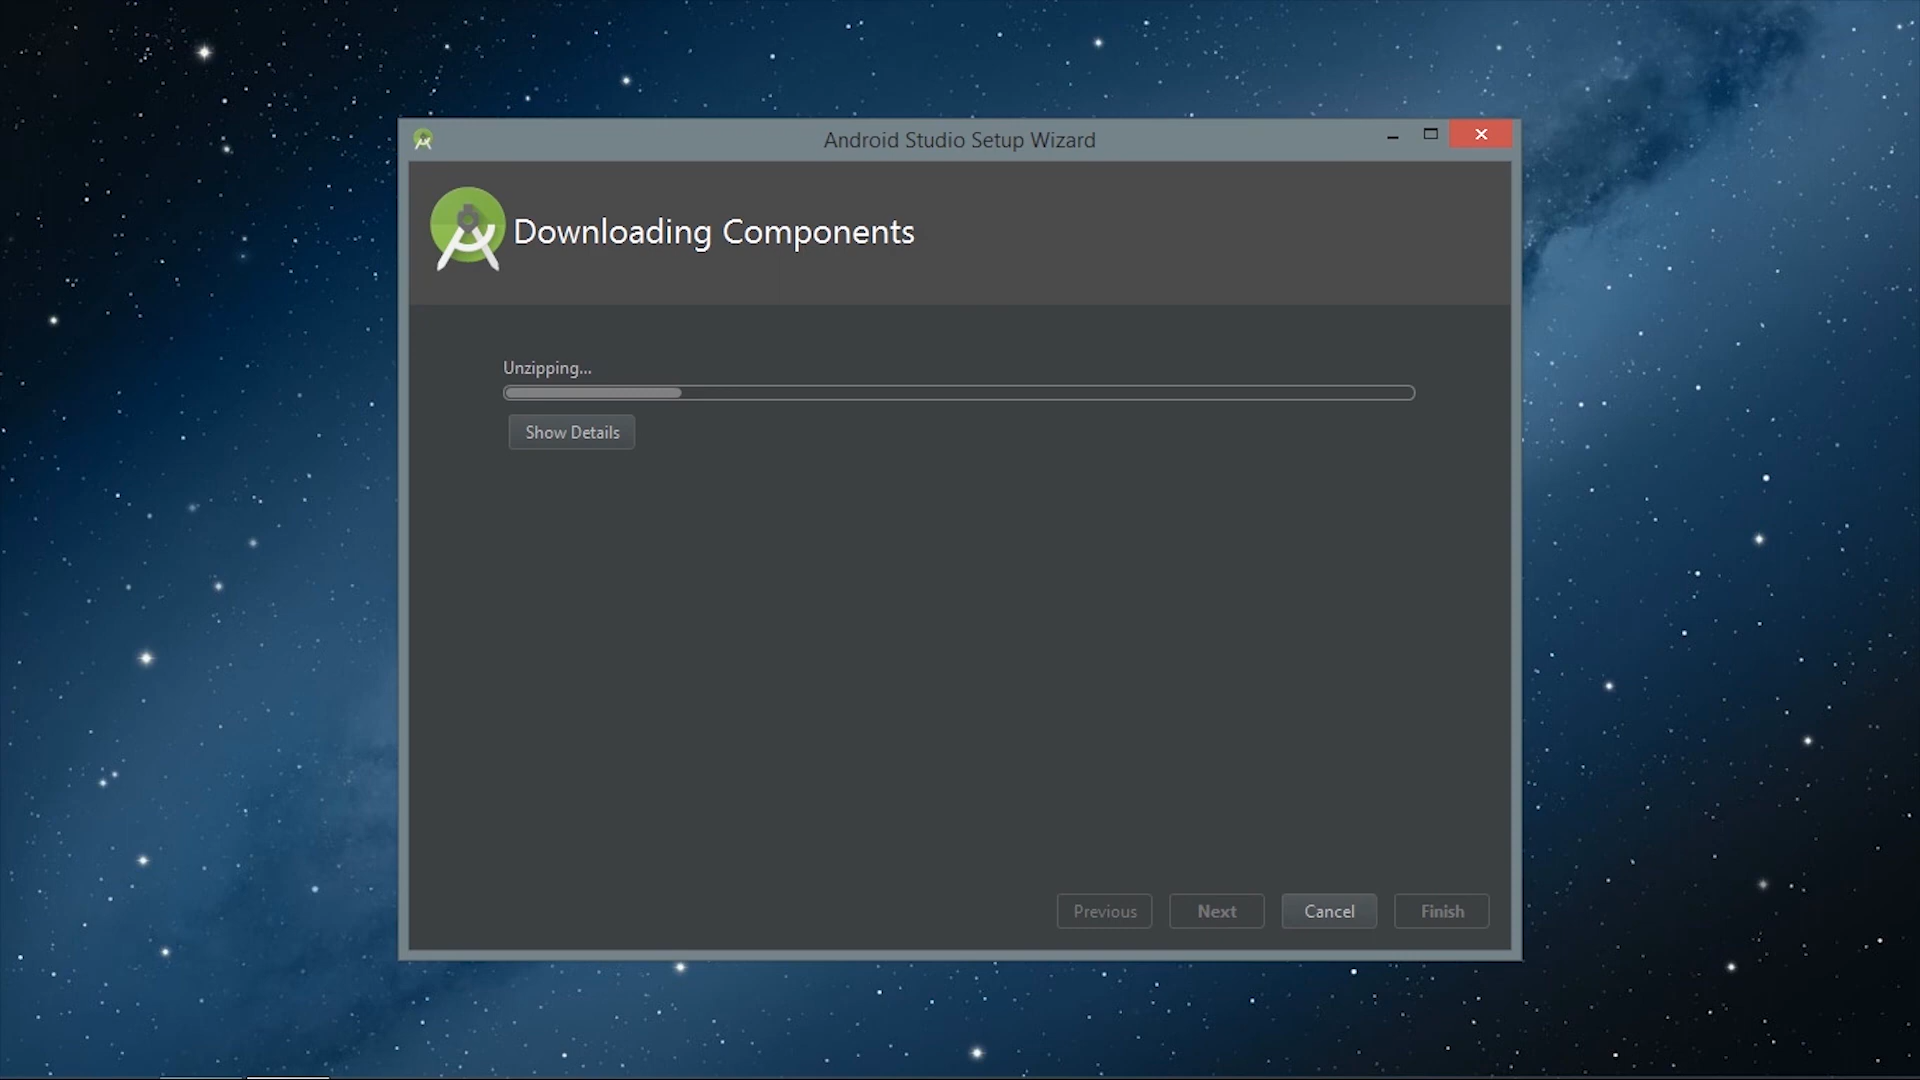 Android Studio Setup Wizard
Downloading Components
Unzipping...
Show Details
Previous
Next
Cancel
Finish